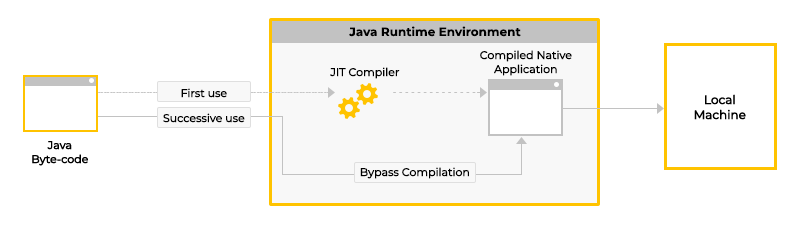 Java Runtime Environment
JIT Compiler
Compiled Native
Application
First use
Successive use
Java
Byte-code
Bypass Compilation
Local
Machine